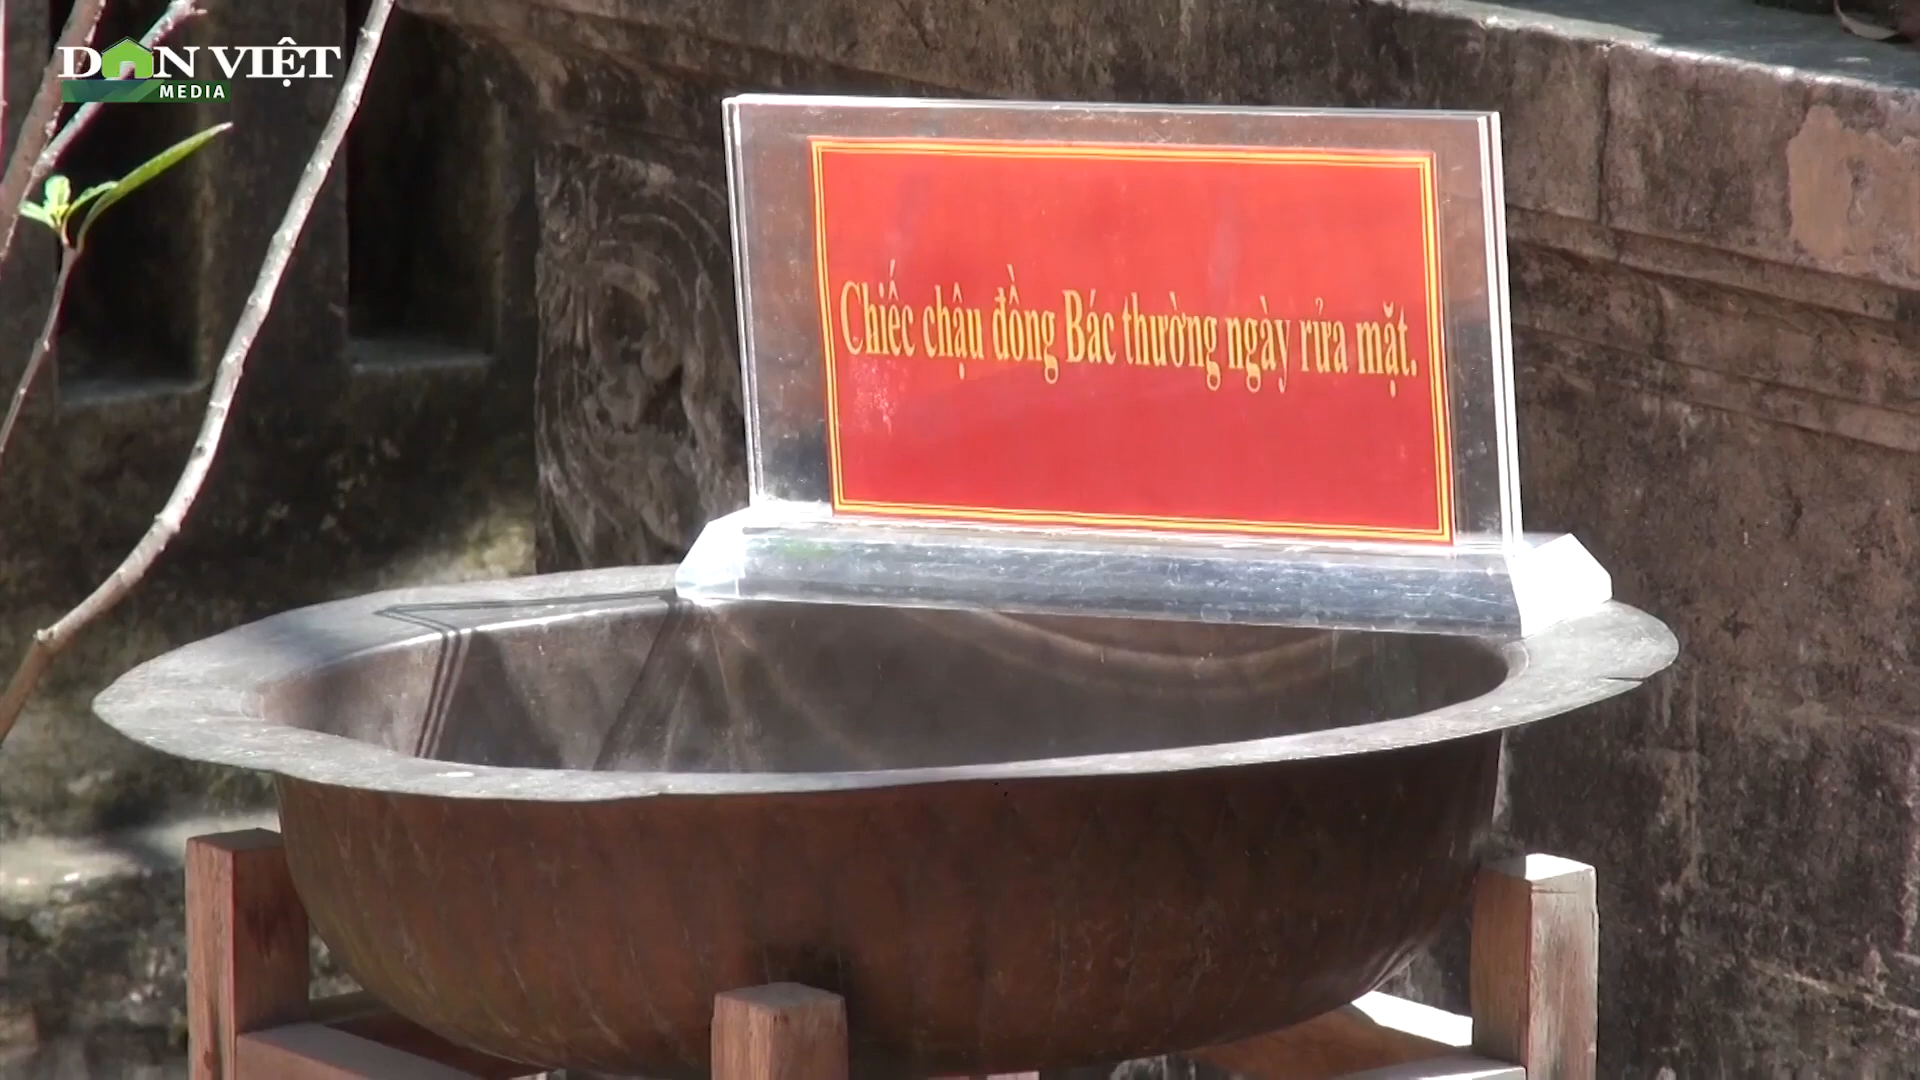 DÂN VIỆT
MEDIA
Chiếc chậu đồng Bác thường ngày rửa mặt.